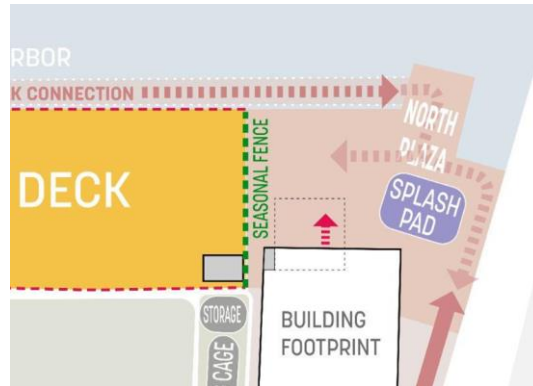 RBOR
K CONNECTION
NORTH
PLAZA
DECK
SEASONAL FENCE
SPLASH
PAD
STORAGE
CAGE
BUILDING
FOOTPRINT